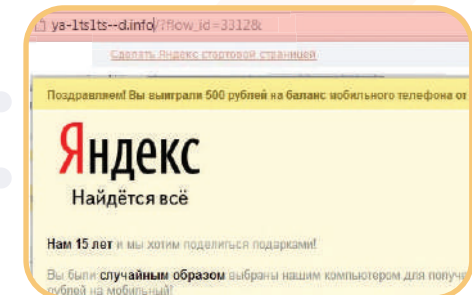 ya-1ts1ts--d.info/?flow_id=3312&
Сделать Яндекс стартовой страницей
Поздравляем! Вы выиграли 500 рублей на баланс мобильного телефона от
Яндекс
Найдётся всё
Нам 15 лет и мы хотим поделиться подарками!
Вы были случайным образом выбраны нашим компьютером для
рублей на мобильный!